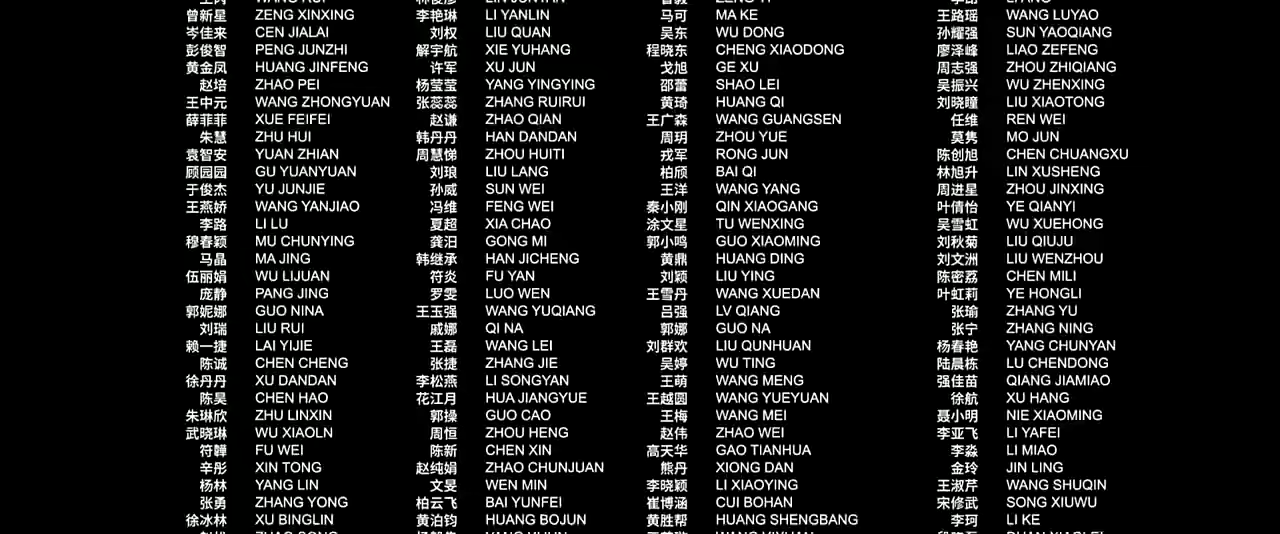 曾新星 ZENG XINXING 李艳琳 LI YANLIN 马可 MA KE 王路瑶 WANG LUYAO
岑佳来 CEN JIALAI 刘权 LIU QUAN 吴东 WU DONG 孙耀强 SUN YAOQIANG
彭俊智 PENG JUNZHI 解宇航 XIE YUHANG 程晓东 CHENG XIAODONG 廖泽峰 LIAO ZEFENG
黄金凤 HUANG JINFENG 许军 XU JUN 戈旭 GE XU 周志强 ZHOU ZHIQIANG
赵培 ZHAO PEI 杨莹莹 YANG YINGYING 邵蕾 SHAO LEI 吴振兴 WU ZHENXING
王中元 WANG ZHONGYUAN 张蕊蕊 ZHANG RUIRUI 黄琦 HUANG QI 刘晓曈 LIU XIAOTONG
薛菲菲 XUE FEIFEI 赵谦 ZHAO QIAN 王广森 WANG GUANGSEN 任维 REN WEI
朱慧 ZHU HUI 韩丹丹 HAN DANDAN 周玥 ZHOU YUE 莫隽 MO JUN
袁智安 YUAN ZHIAN 周慧悌 ZHOU HUITI 戎军 RONG JUN 陈创旭 CHEN CHUANGXU
顾园园 GU YUANYUAN 刘琅 LIU LANG 柏颀 BAI QI 林旭升 LIN XUSHENG
于俊杰 YU JUNJIE 孙威 SUN WEI 王洋 WANG YANG 周进星 ZHOU JINXING
王燕娇 WANG YANJIAO 冯维 FENG WEI 秦小刚 QIN XIAOGANG 叶倩怡 YE QIANYI
李路 LI LU 夏超 XIA CHAO 涂文星 TU WENXING 吴雪虹 WU XUEHONG
穆春颖 MU CHUNYING 龚汨 GONG MI 郭小鸣 GUO XIAOMING 刘秋菊 LIU QIUJU
马晶 MA JING 韩继承 HAN JICHENG 黄鼎 HUANG DING 刘文洲 LIU WENZHOU
伍丽娟 WU LIJUAN 符炎 FU YAN 刘颖 LIU YING 陈密荔 CHEN MILI
庞静 PANG JING 罗雯 LUO WEN 王雪丹 WANG XUEDAN 叶虹莉 YE HONGLI
郭妮娜 GUO NINA 王玉强 WANG YUQIANG 吕强 LV QIANG 张瑜 ZHANG YU
刘瑞 LIU RUI 戚娜 QI NA 郭娜 GUO NA 张宁 ZHANG NING
赖一捷 LAI YIJIE 王磊 WANG LEI 刘群欢 LIU QUNHUAN 杨春艳 YANG CHUNYAN
陈诚 CHEN CHENG 张捷 ZHANG JIE 吴婷 WU TING 陆晨栋 LU CHENDONG
徐丹丹 XU DANDAN 李松燕 LI SONGYAN 王萌 WANG MENG 强佳苗 QIANG JIAMIAO
陈昊 CHEN HAO 花江月 HUA JIANGYUE 王越圆 WANG YUEYUAN 徐航 XU HANG
朱琳欣 ZHU LINXIN 郭操 GUO CAO 王梅 WANG MEI 聂小明 NIE XIAOMING
武晓琳 WU XIAOLN 周恒 ZHOU HENG 赵伟 ZHAO WEI 李亚飞 LI YAFEI
FU WEI 陈新 CHEN XIN 高天华 GAO TIANHUA 李淼 LI MIAO
辛彤 XIN TONG 赵纯娟 ZHAO CHUNJUAN 熊丹 XIONG DAN 金玲 JIN LING
杨林 YANG LIN 文旻 WEN MIN 李晓颖 LI XIAOYING 王淑芹 WANG SHUQIN
张勇 ZHANG YONG 柏云飞 BAI YUNFEI 崔博涵 CUI BOHAN 宋修武 SONG XIUWU
徐冰林 XU BINGLIN 黄泊钧 HUANG BOJUN 黄胜帮 HUANG SHENGBANG 李珂 LI KE